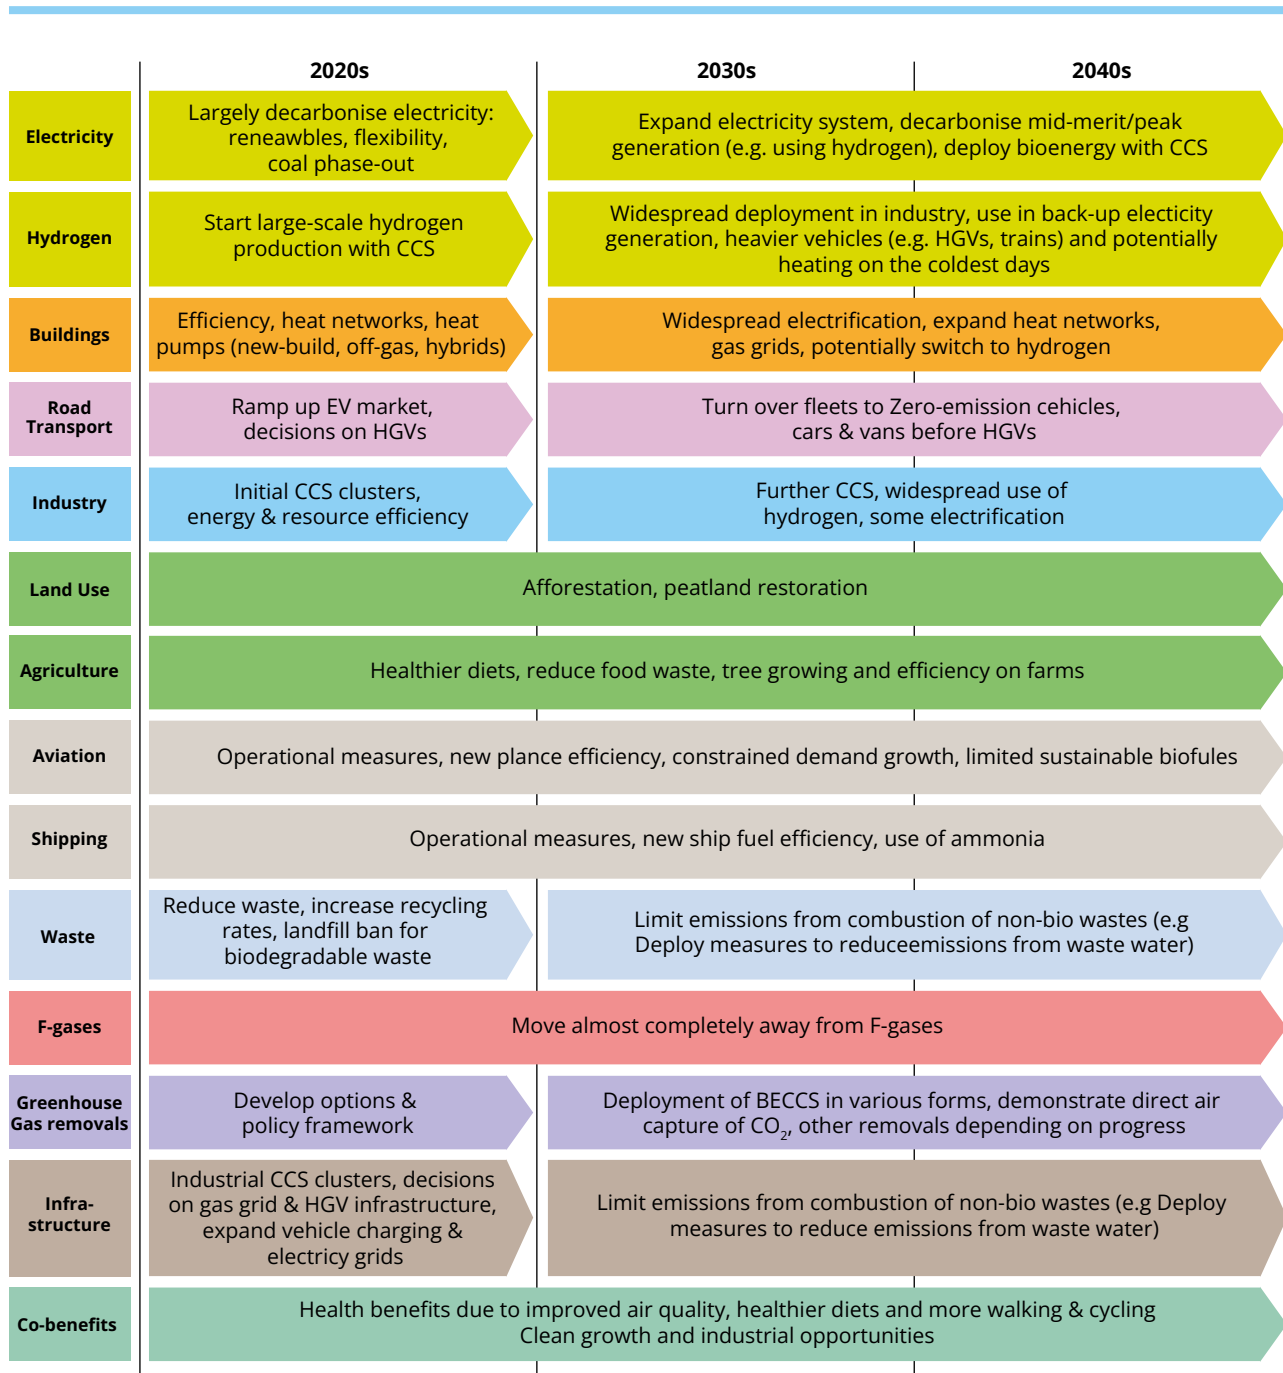 2020s
2030s
2040s
Electricity
Largely decarbonise electricity:
reneawbles, flexibility,
coal phase-out
Expand electricity system, decarbonise mid-merit/peak
generation (e.g. using hydrogen), deploy bioenergy with CCS
Hydrogen
Start large-scale hydrogen
production with CCS
Widespread deployment in industry, use in back-up electicity
generation, heavier vehicles (e.g. HGVs, trains) and potentially
heating on the coldest days
Buildings
Efficiency, heat networks, heat
pumps (new-build, off-gas, hybrids)
Widespread electrification, expand heat networks,
gas grids, potentially switch to hydrogen
Road
Transport
Ramp up EV market,
decisions on HGVs
Turn over fleets to Zero-emission cehicles,
cars & vans before HGVs
Industry
Initial CCS clusters,
energy & resource efficiency
Further CCS, widespread use of
hydrogen, some electrification
Land Use
Afforestation, peatland restoration
Agriculture
Healthier diets, reduce food waste, tree growing and efficiency on farms
Aviation
Operational measures, new plance efficiency, constrained demand growth, limited sustainable biofules
Shipping
Operational measures, new ship fuel efficiency, use of ammonia
Waste
Reduce waste, increase recycling
rates, landfill ban for
biodegradable waste
Limit emissions from combustion of non-bio wastes (e.g
Deploy measures to reduceemissions from waste water)
F-gases
Move almost completely away from F-gases
Greenhouse
Gas removals
Develop options &
policy framework
Deployment of BECCS in various forms, demonstrate direct air
capture of CO₂, other removals depending on progress
Infra-
structure
Industrial CCS clusters, decisions
on gas grid & HGV infrastructure,
expand vehicle charging &
electricy grids
Limit emissions from combustion of non-bio wastes (e.g Deploy
measures to reduce emissions from waste water)
Co-benefits
Health benefits due to improved air quality, healthier diets and more walking & cycling
Clean growth and industrial opportunities